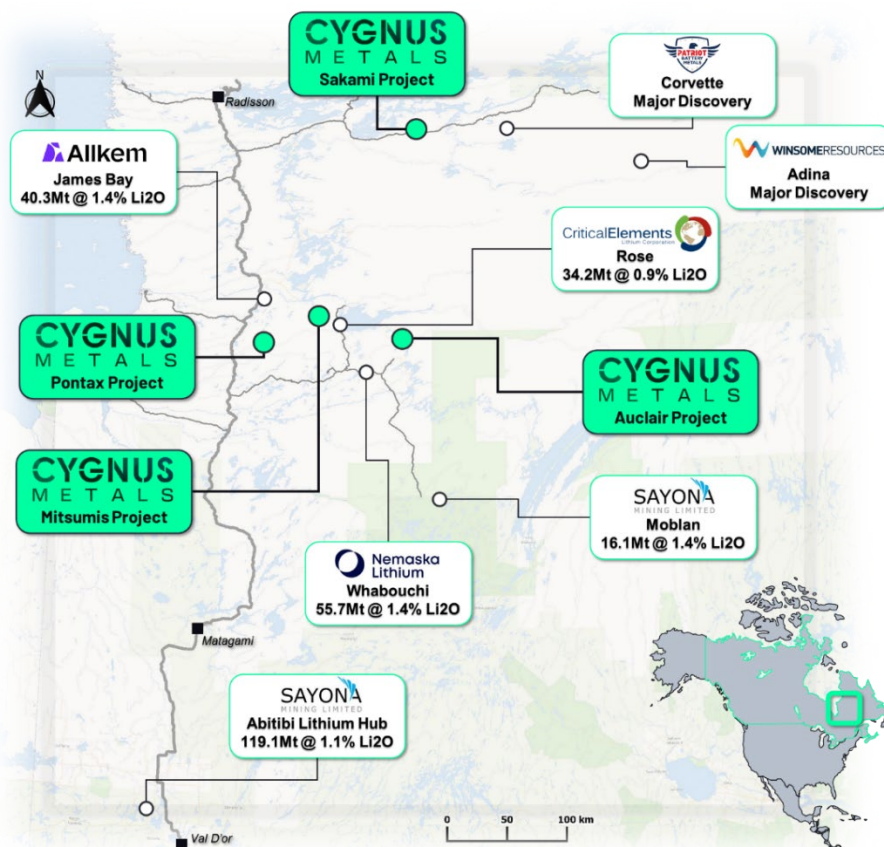 CYGNUS
METALS
Sakami Project
PATRIOT
BATTERY
METALS
Corvette
Major Discovery
N
Radisson
Allkem
James Bay
40.3Mt @ 1.4% Li2O
WINSOMERESOURCES
Adina
Major Discovery
CriticalElements
Lithium Corporation
Rose
34.2Mt @ 0.9% Li2O
CYGNUS
METALS
Pontax Project
CYGNUS
METALS
Auclair Project
CYGNUS
METALS
Mitsumis Project
SAYONA
MINING LIMITED
Moblan
16.1Mt @ 1.4% Li2O
Nemaska
Lithium
Whabouchi
55.7Mt @ 1.4% Li2O
Matagami
SAYONA
MINING LIMITED
Abitibi Lithium Hub
119.1Mt @ 1.1% Li2O
0 50 100 km
Val D'or